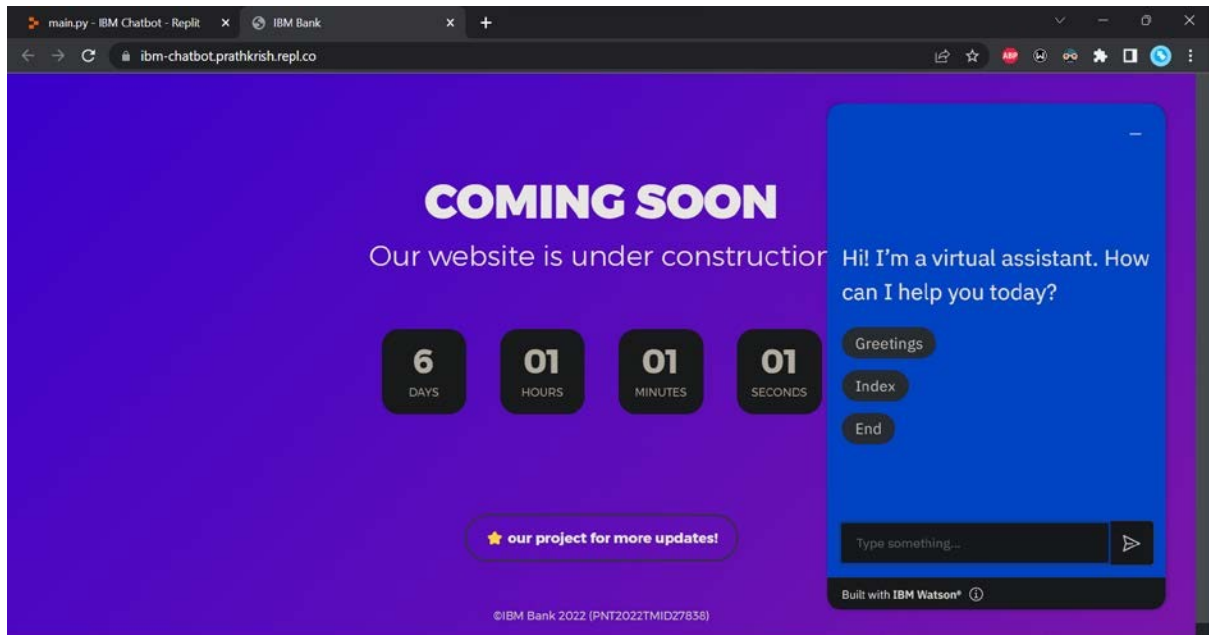 main.py - IBM Chatbot - Replit
IBM Bank
ibm-chatbot.prathkrish.repl.co
ABP
COMING SOON
Our website is under construction
6
DAYS
01
HOURS
01
MINUTES
01
SECONDS
our project for more updates!
©IBM Bank 2022 (PNT2022TMID27838)
Hi! I'm a virtual assistant. How
can I help you today?
Greetings
Index
End
Type something...
Built with IBM Watson®